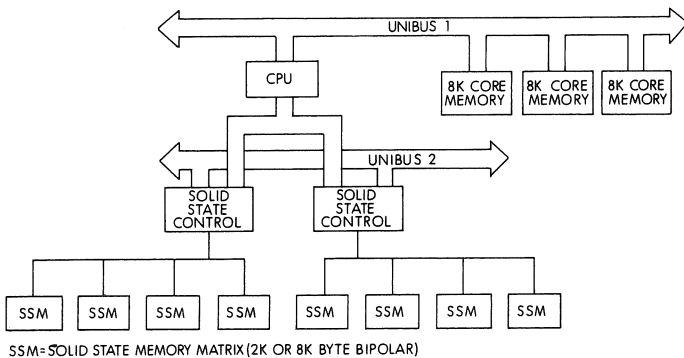 UNIBUS 1
CPU
8K CORE
MEMORY
8K CORE
MEMORY
8K CORE
MEMORY
UNIBUS 2
SOLID
STATE
CONTROL
SOLID
STATE
CONTROL
SSM
SSM
SSM
SSM
SSM
SSM
SSM
SSM
SSM=SOLID STATE MEMORY MATRIX (2K OR 8K BYTE BIPOLAR)